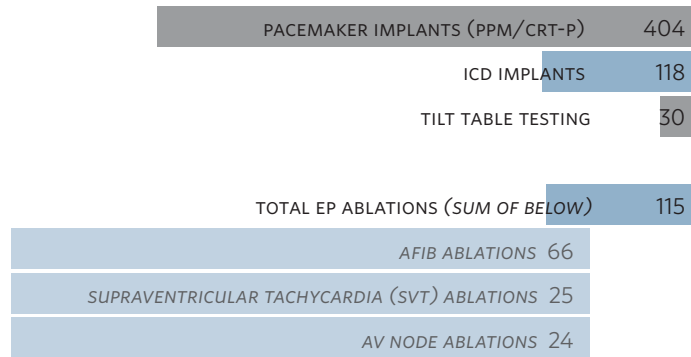 PACEMAKER IMPLANTS (PPM/CRT-P) 404
ICD IMPLANTS 118
TILT TABLE TESTING 30
TOTAL EP ABLATIONS (SUM OF BELOW) 115
AFIB ABLATIONS 66
SUPRAVENTRICULAR TACHYCARDIA (SVT) ABLATIONS 25
AV NODE ABLATIONS 24